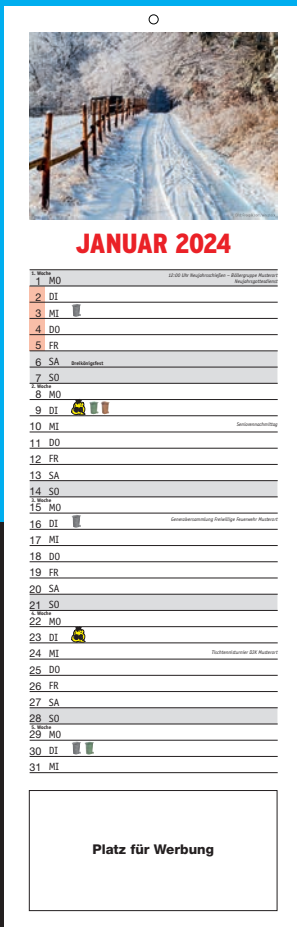 JANUAR 2024
1. Woche
1 MO 12:00 Uhr Neujahrsschießen – Böllergruppe Musterort
Neujahrsgottesdienst
2 DI
3 MI
4 DO
5 FR
6 SA Dreikönigsfest
7 SO
2. Woche
8 MO
9 DI
10 MI Seniorennachmittag
11 DO
12 FR
13 SA
14 SO
3. Woche
15 MO
16 DI Generalversammlung Freiwillige Feuerwehr Musterort
17 MI
18 DO
19 FR
20 SA
21 SO
4. Woche
22 MO
23 DI
24 MI Tischtennisturnier DJK Musterort
25 DO
26 FR
27 SA
28 SO
5. Woche
29 MO
30 DI
31 MI
Platz für Werbung